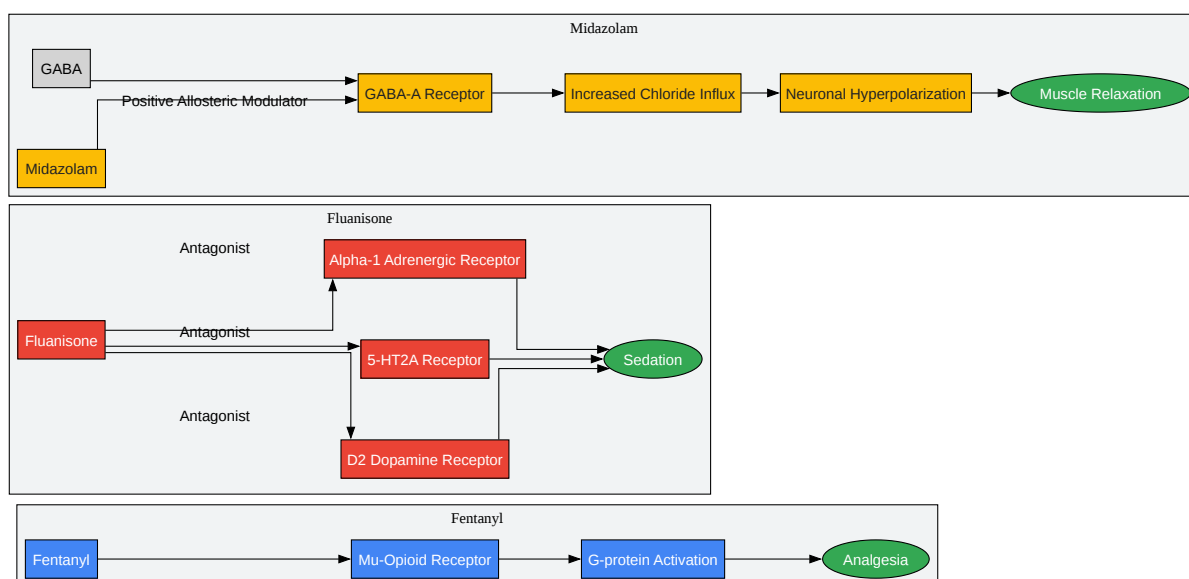 Midazolam
GABA
Positive Allosteric Modulator
GABA-A Receptor
Increased Chloride Influx
Neuronal Hyperpolarization
Muscle Relaxation
Midazolam
Fluanisone
Antagonist
Alpha-1 Adrenergic Receptor
Fluanisone
Antagonist
5-HT2A Receptor
Sedation
Antagonist
D2 Dopamine Receptor
Fentanyl
Fentanyl
Mu-Opioid Receptor
G-protein Activation
Analgesia